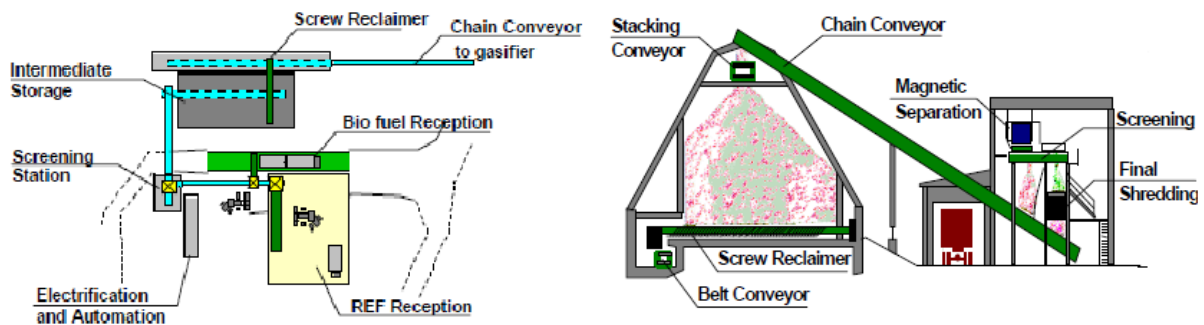 Screw Reclaimer
Chain Conveyor
to gasifier
Intermediate
Storage
Bio fuel Reception
Screening
Station
Electrification
and Automation
REF Reception
Stacking
Conveyor
Chain Conveyor
Magnetic
Separation
Screening
Final
Shredding
Screw Reclaimer
Belt Conveyor